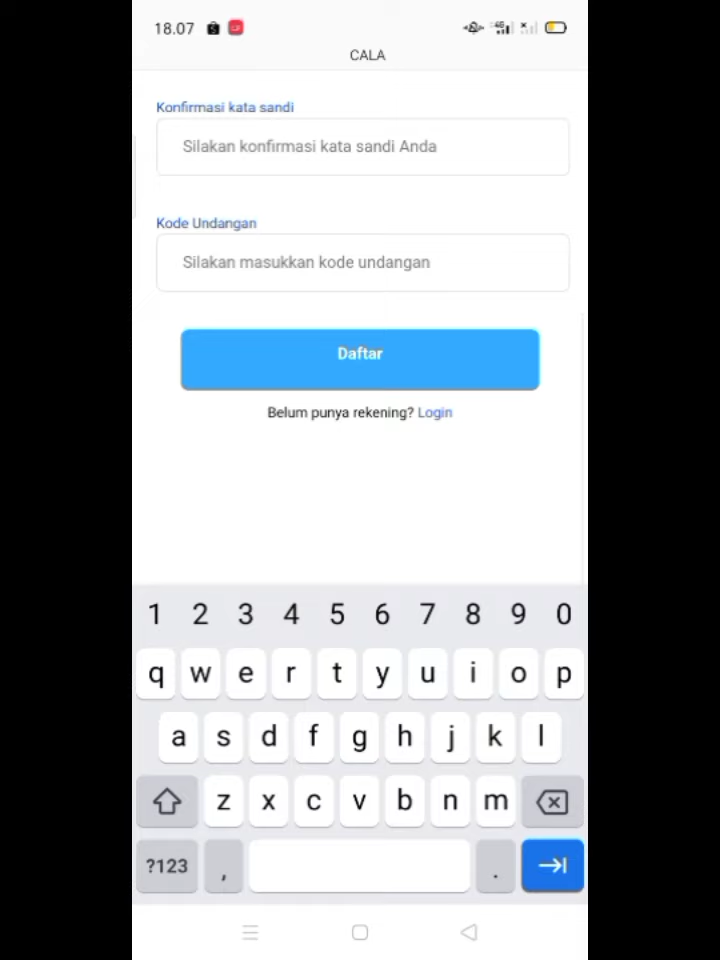 18.07
4G
CALA
Konfirmasi kata sandi
Silakan konfirmasi kata sandi Anda
Kode Undangan
Silakan masukkan kode undangan
Daftar
Belum punya rekening? Login
1 2 3 4 5 6 7 8 9 0
q w e r t y u i o p
a s d f g h j k l
z x c v b n m
?123 , .